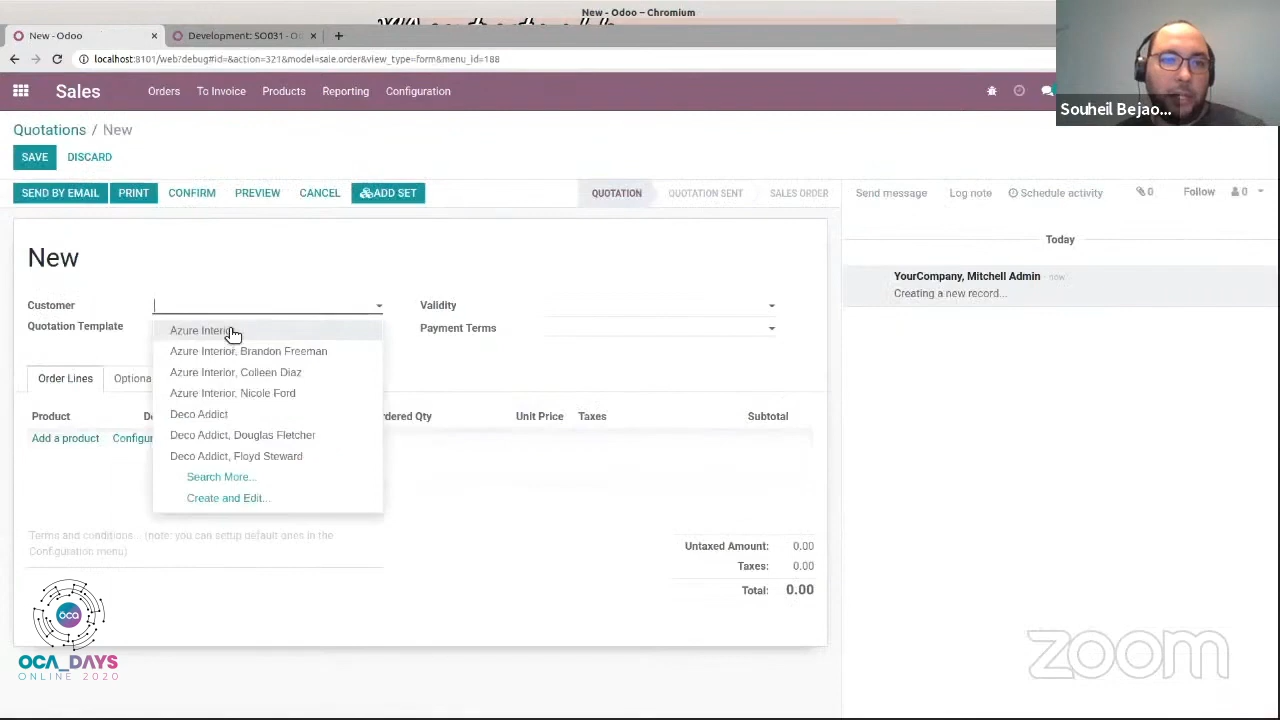 New - Odoo – Chromium
New - Odoo
Development: SO031 - O
localhost:8101/web?debug#id=&action=321&model=sale.order&view_type=form&menu_id=188
Sales
Orders
To Invoice
Products
Reporting
Configuration
Souheil Bejao...
Quotations / New
SAVE
DISCARD
SEND BY EMAIL
PRINT
CONFIRM
PREVIEW
CANCEL
ADD SET
QUOTATION
QUOTATION SENT
SALES ORDER
Send message
Log note
Schedule activity
0
Follow
0
New
Today
YourCompany, Mitchell Admin now
Creating a new record...
Customer
Validity
Quotation Template
Payment Terms
Azure Interior
Azure Interior, Brandon Freeman
Azure Interior, Colleen Diaz
Azure Interior, Nicole Ford
Deco Addict
Deco Addict, Douglas Fletcher
Deco Addict, Floyd Steward
Search More...
Create and Edit...
Order Lines
Optiona
Product
De
dered Qty
Unit Price
Taxes
Subtotal
Add a product
Configur
Terms and conditions... (note: you can setup default ones in the
Configuration menu)
Untaxed Amount: 0.00
Taxes: 0.00
Total: 0.00
oca
OCA_DAYS
ONLINE 2020
zoom